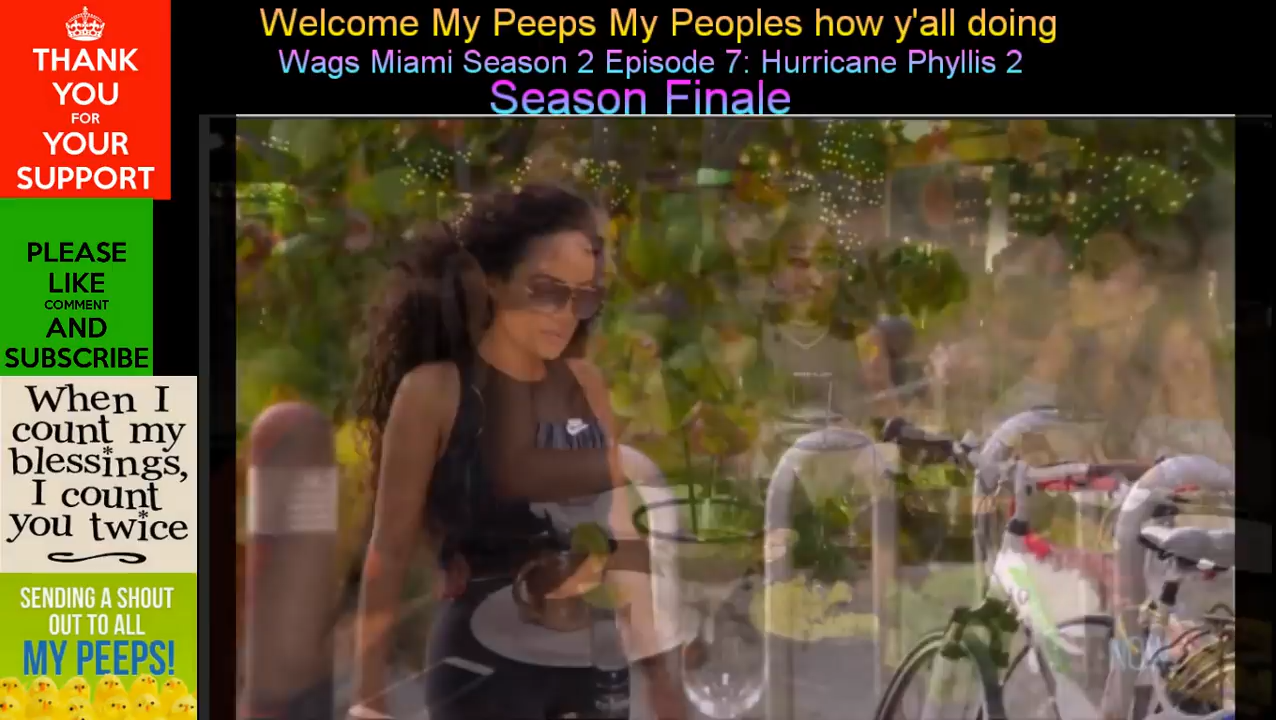 Welcome My Peeps My Peoples how y'all doing
Wags Miami Season 2 Episode 7: Hurricane Phyllis 2
Season Finale
THANK
YOU
FOR
YOUR
SUPPORT
PLEASE
LIKE
COMMENT
AND
SUBSCRIBE
When I
count my
blessings,
I count
you twice
SENDING A SHOUT
OUT TO ALL
MY PEEPS!